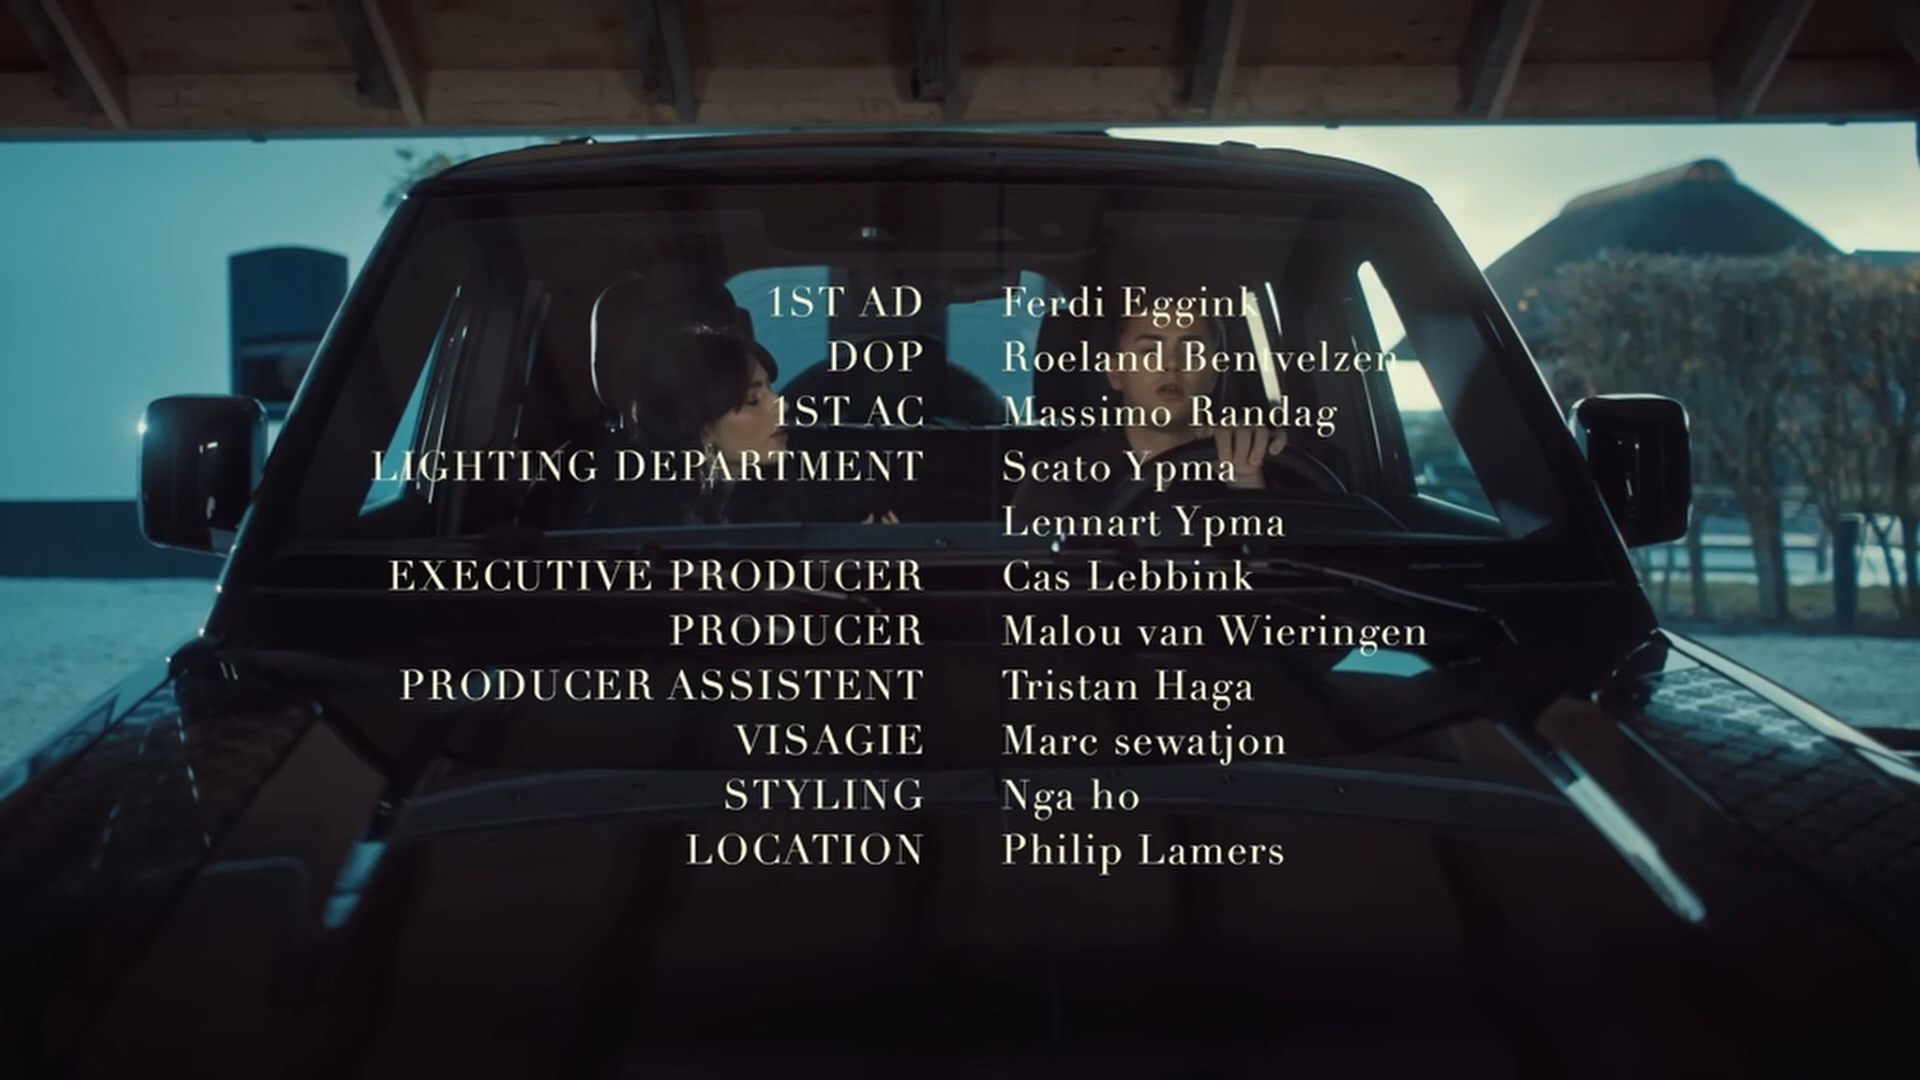 1ST AD Ferdi Eggink
DOP Roeland Bentvelzen
1ST AC Massimo Randag
LIGHTING DEPARTMENT Scato Ypma
Lennart Ypma
EXECUTIVE PRODUCER Cas Lebbink
PRODUCER Malou van Wieringen
PRODUCER ASSISTENT Tristan Haga
VISAGIE Marc sewatjon
STYLING Nga ho
LOCATION Philip Lamers